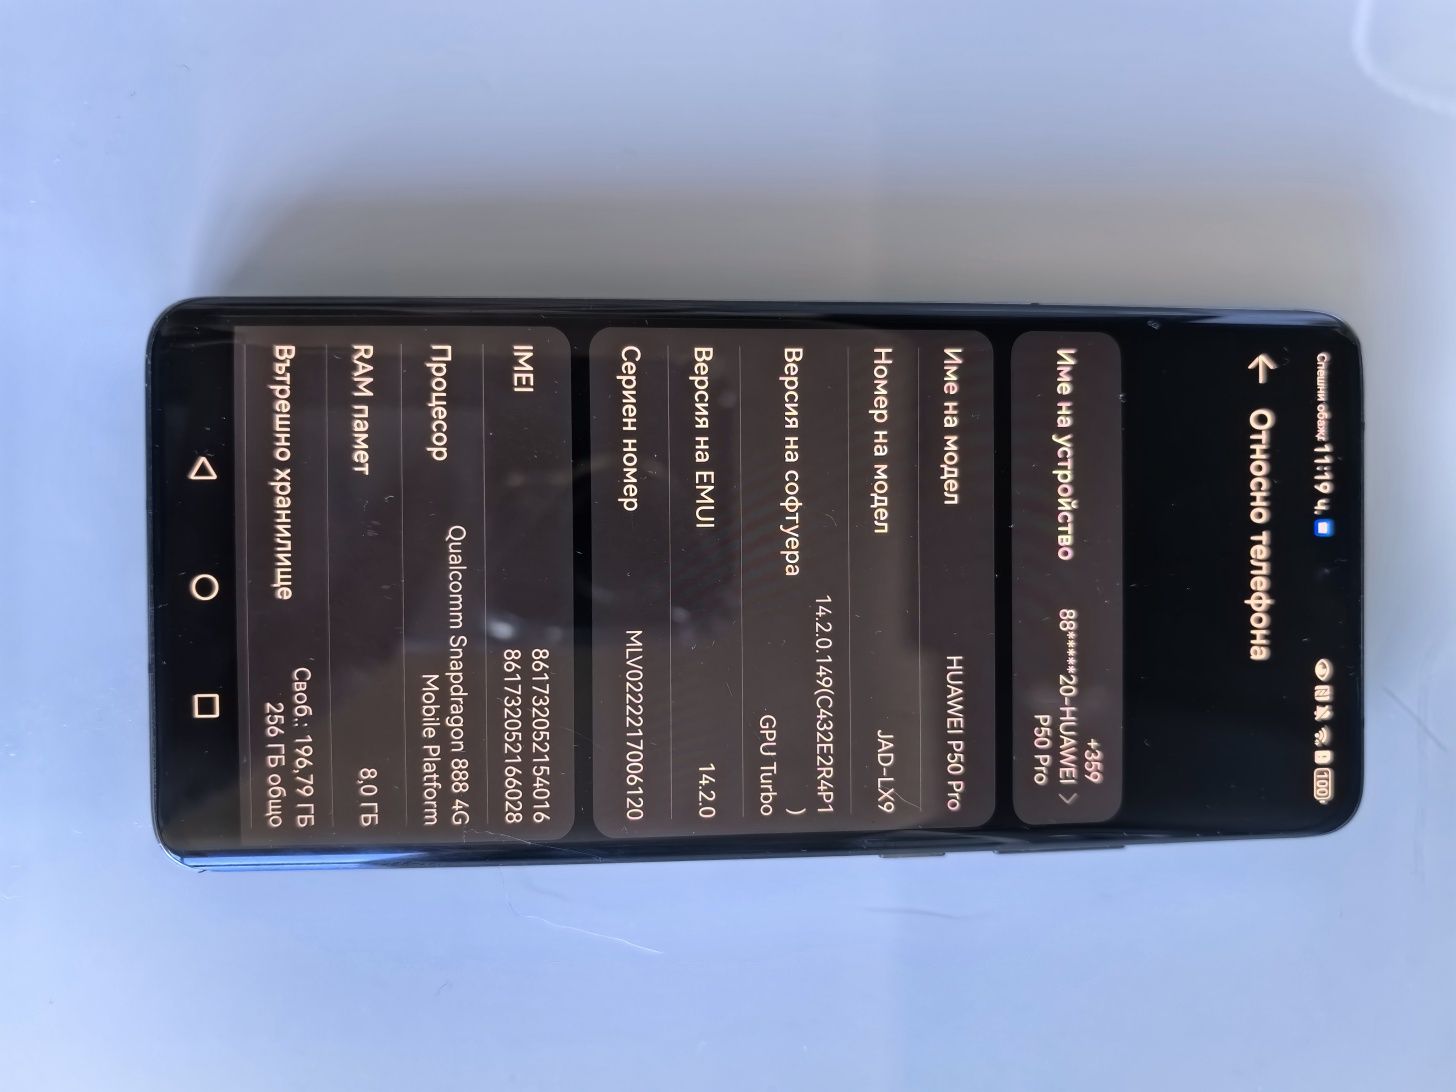 Спешни обаж. 11:19 ч. 100
Относно телефона
+359
Име на устройство 88*****20-HUAWEI
P50 Pro
Име на модел HUAWEI P50 Pro
Номер на модел JAD-LX9
14.2.0.149(C432E2R4P1
Версия на софтуера )
GPU Turbo
Версия на EMUI 14.2.0
Сериен номер MLV0222217006120
IMEI 861732052154016
861732052166028
Процесор Qualcomm Snapdragon 888 4G
Mobile Platform
RAM памет 8,0 ГБ
Вътрешно хранилище Своб.: 196,79 ГБ
256 ГБ общо